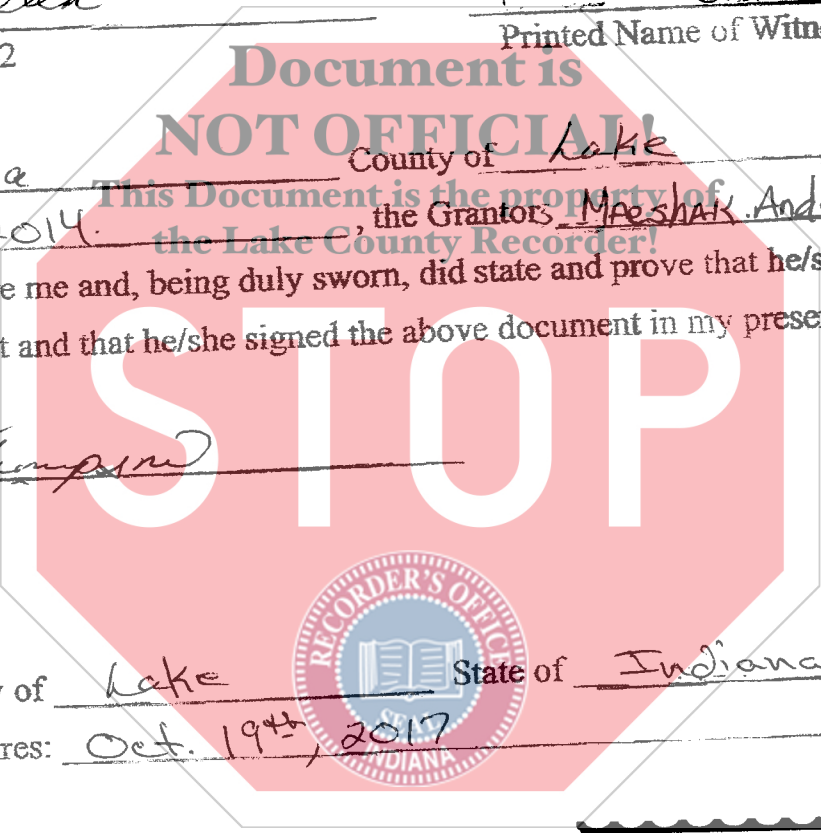 Printed Name of Witn
2
Document is
NOT OFFICIAL!
a County of Lake
This Document is the property of
2014. , the Grantors MAeshAK. And
the Lake County Recorder!
e me and, being duly sworn, did state and prove that he/s
t and that he/she signed the above document in my prese
STOP
RECORDER'S OFFICE
y of Lake State of Indiana
SEAL
res: Oct. 19th, 2017
INDIANA